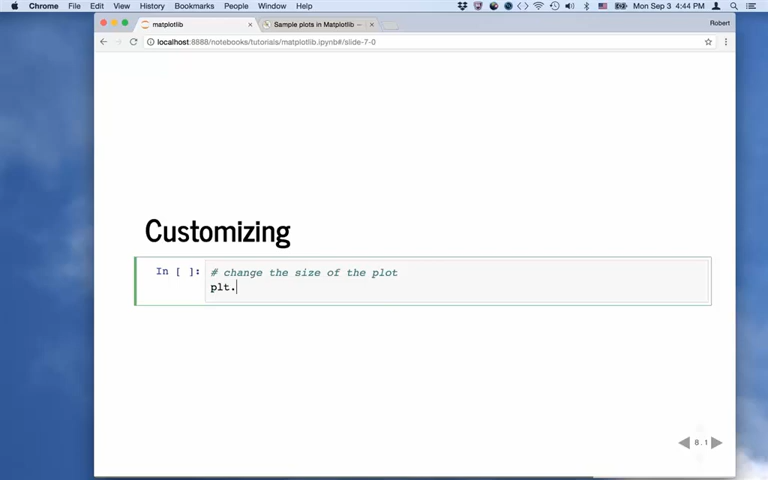 Chrome File Edit View History Bookmarks People Window Help Mon Sep 3 4:44 PM
matplotlib Sample plots in Matplotlib — Robert
localhost:8888/notebooks/tutorials/matplotlib.ipynb#/slide-7-0
Customizing
In [ ]: # change the size of the plot
plt.
8.1